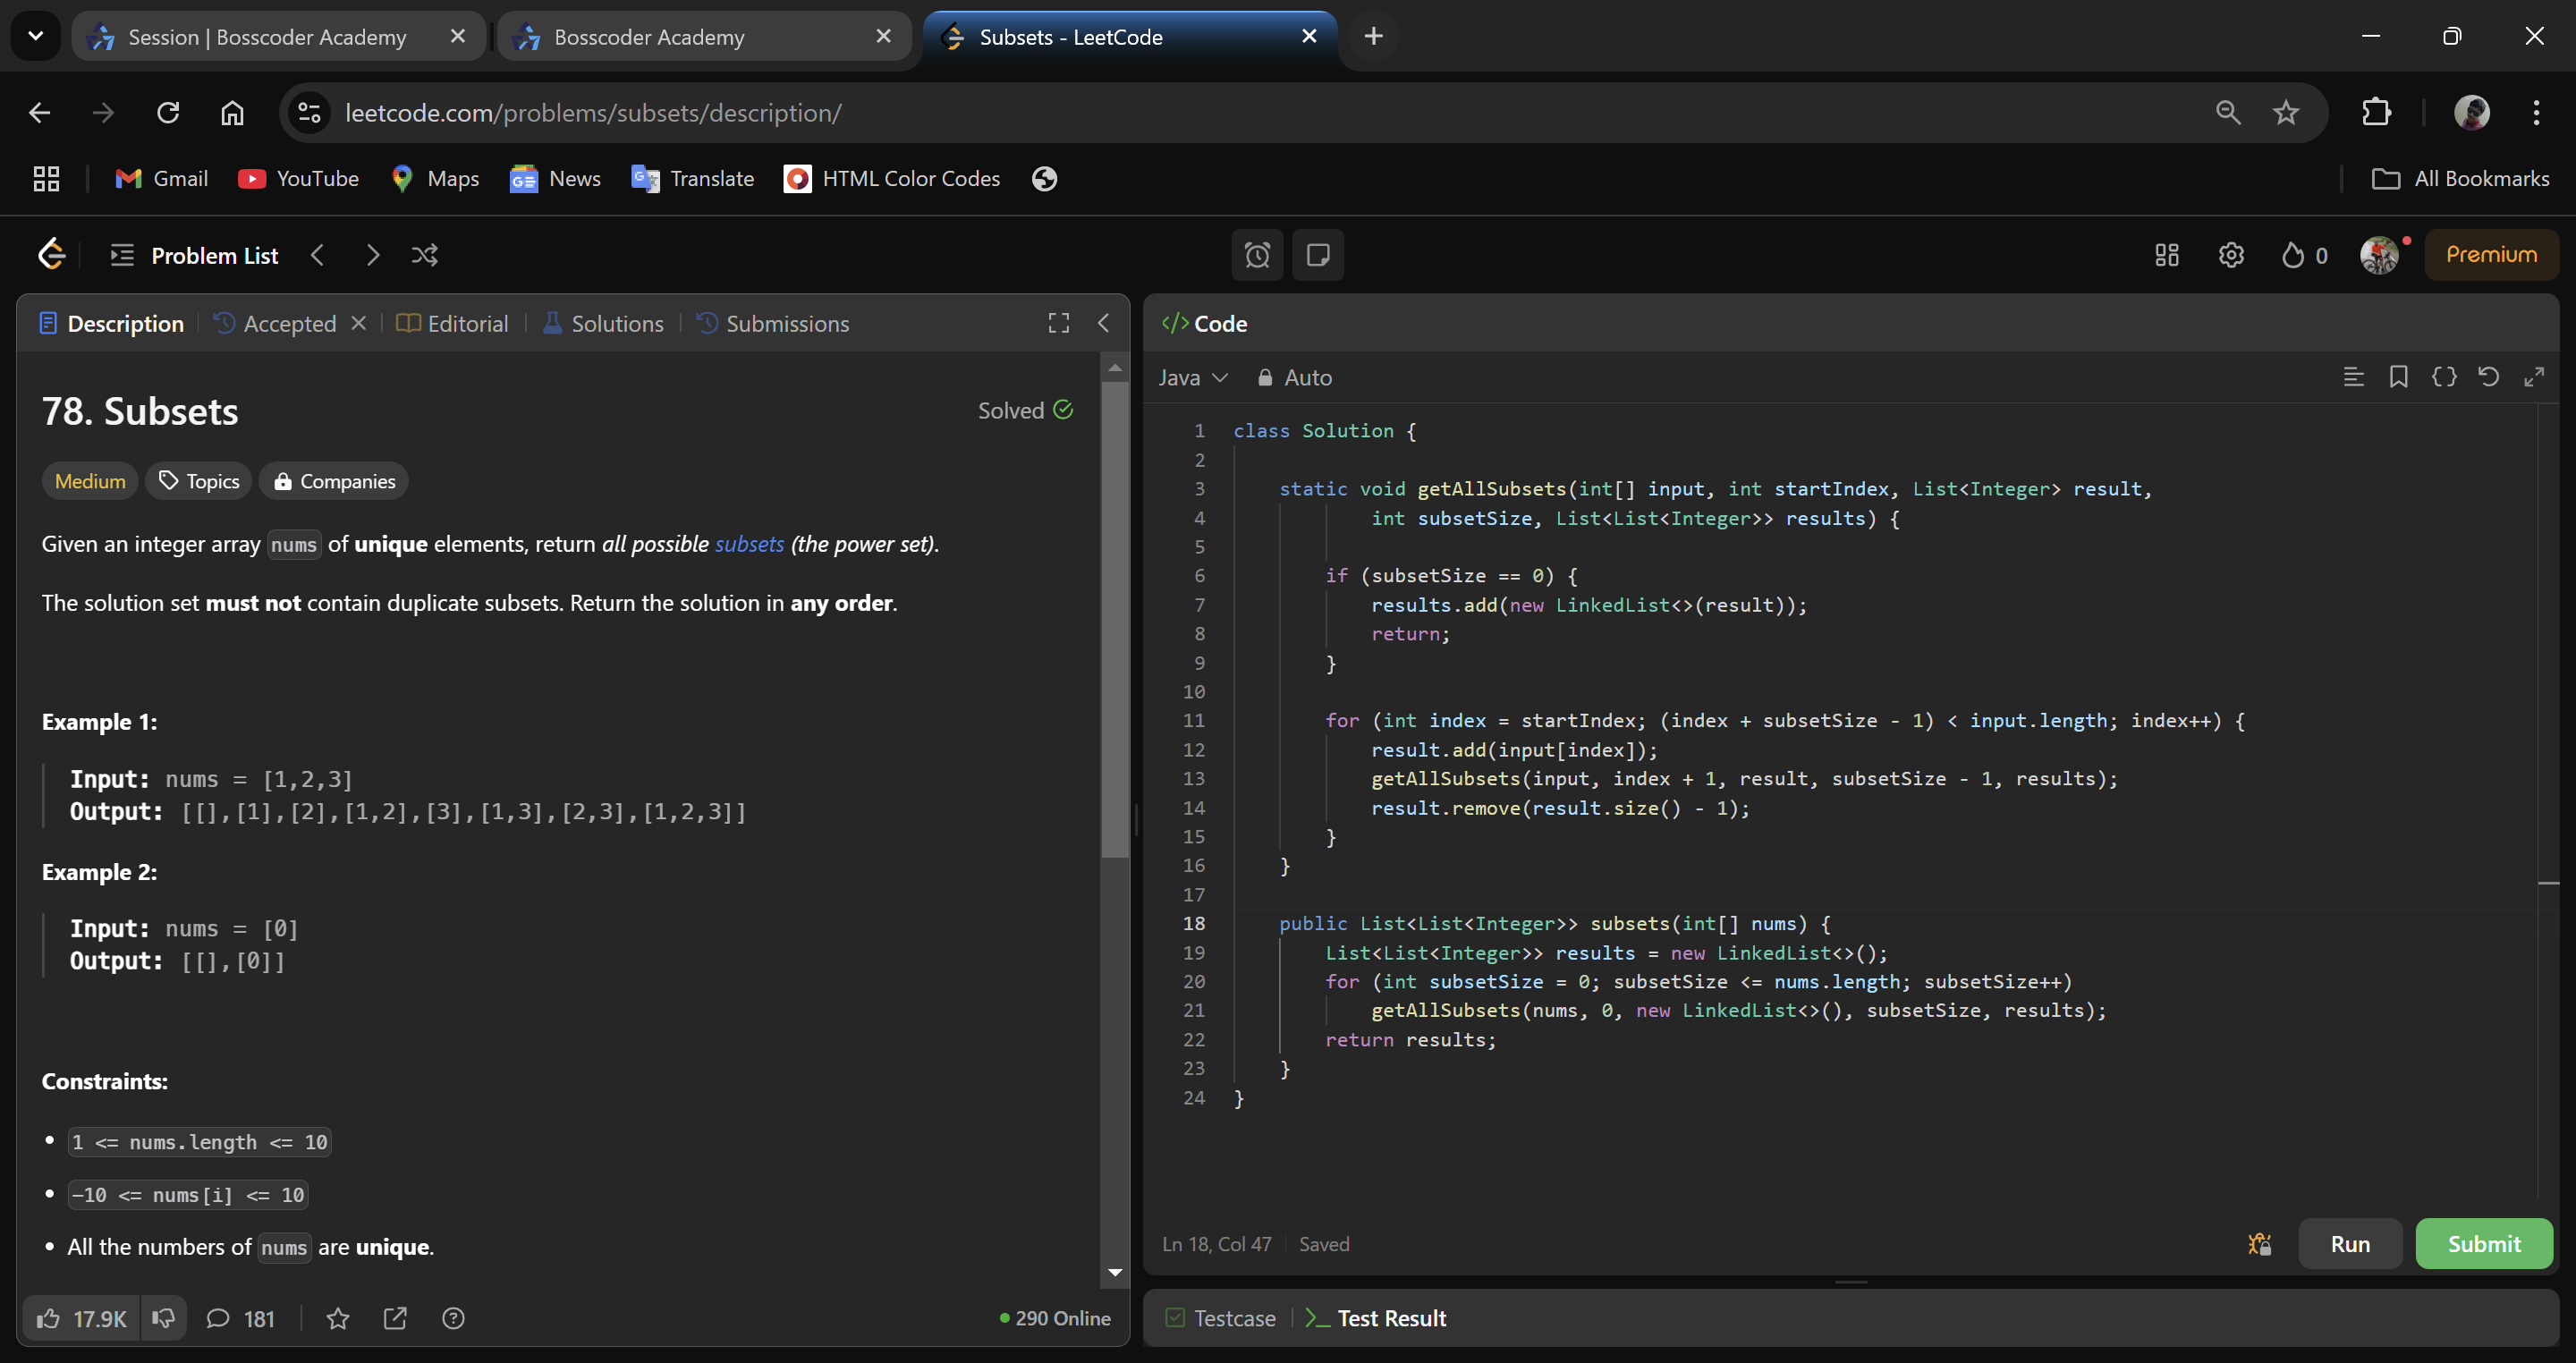 Session | Bosscoder Academy
Bosscoder Academy
Subsets - LeetCode
leetcode.com/problems/subsets/description/
Gmail
YouTube
Maps
News
Translate
HTML Color Codes
All Bookmarks
Problem List
0
Premium
Description
Accepted
Editorial
Solutions
Submissions
78. Subsets
Solved
Medium
Topics
Companies
Given an integer array nums of unique elements, return all possible subsets (the power set).
The solution set must not contain duplicate subsets. Return the solution in any order.
Example 1:
Input: nums = [1,2,3]
Output: [[],[1],[2],[1,2],[3],[1,3],[2,3],[1,2,3]]
Example 2:
Input: nums = [0]
Output: [[],[0]]
Constraints:
• 1 <= nums.length <= 10
• -10 <= nums[i] <= 10
• All the numbers of nums are unique.
17.9K
181
290 Online
</> Code
Java
Auto
1 class Solution {
2
3     static void getAllSubsets(int[] input, int startIndex, List<Integer> result,
4             int subsetSize, List<List<Integer>> results) {
5
6         if (subsetSize == 0) {
7             results.add(new LinkedList<>(result));
8             return;
9         }
10
11         for (int index = startIndex; (index + subsetSize - 1) < input.length; index++) {
12             result.add(input[index]);
13             getAllSubsets(input, index + 1, result, subsetSize - 1, results);
14             result.remove(result.size() - 1);
15         }
16     }
17
18     public List<List<Integer>> subsets(int[] nums) {
19         List<List<Integer>> results = new LinkedList<>();
20         for (int subsetSize = 0; subsetSize <= nums.length; subsetSize++)
21             getAllSubsets(nums, 0, new LinkedList<>(), subsetSize, results);
22         return results;
23     }
24 }
Ln 18, Col 47
Saved
Run
Submit
Testcase
Test Result